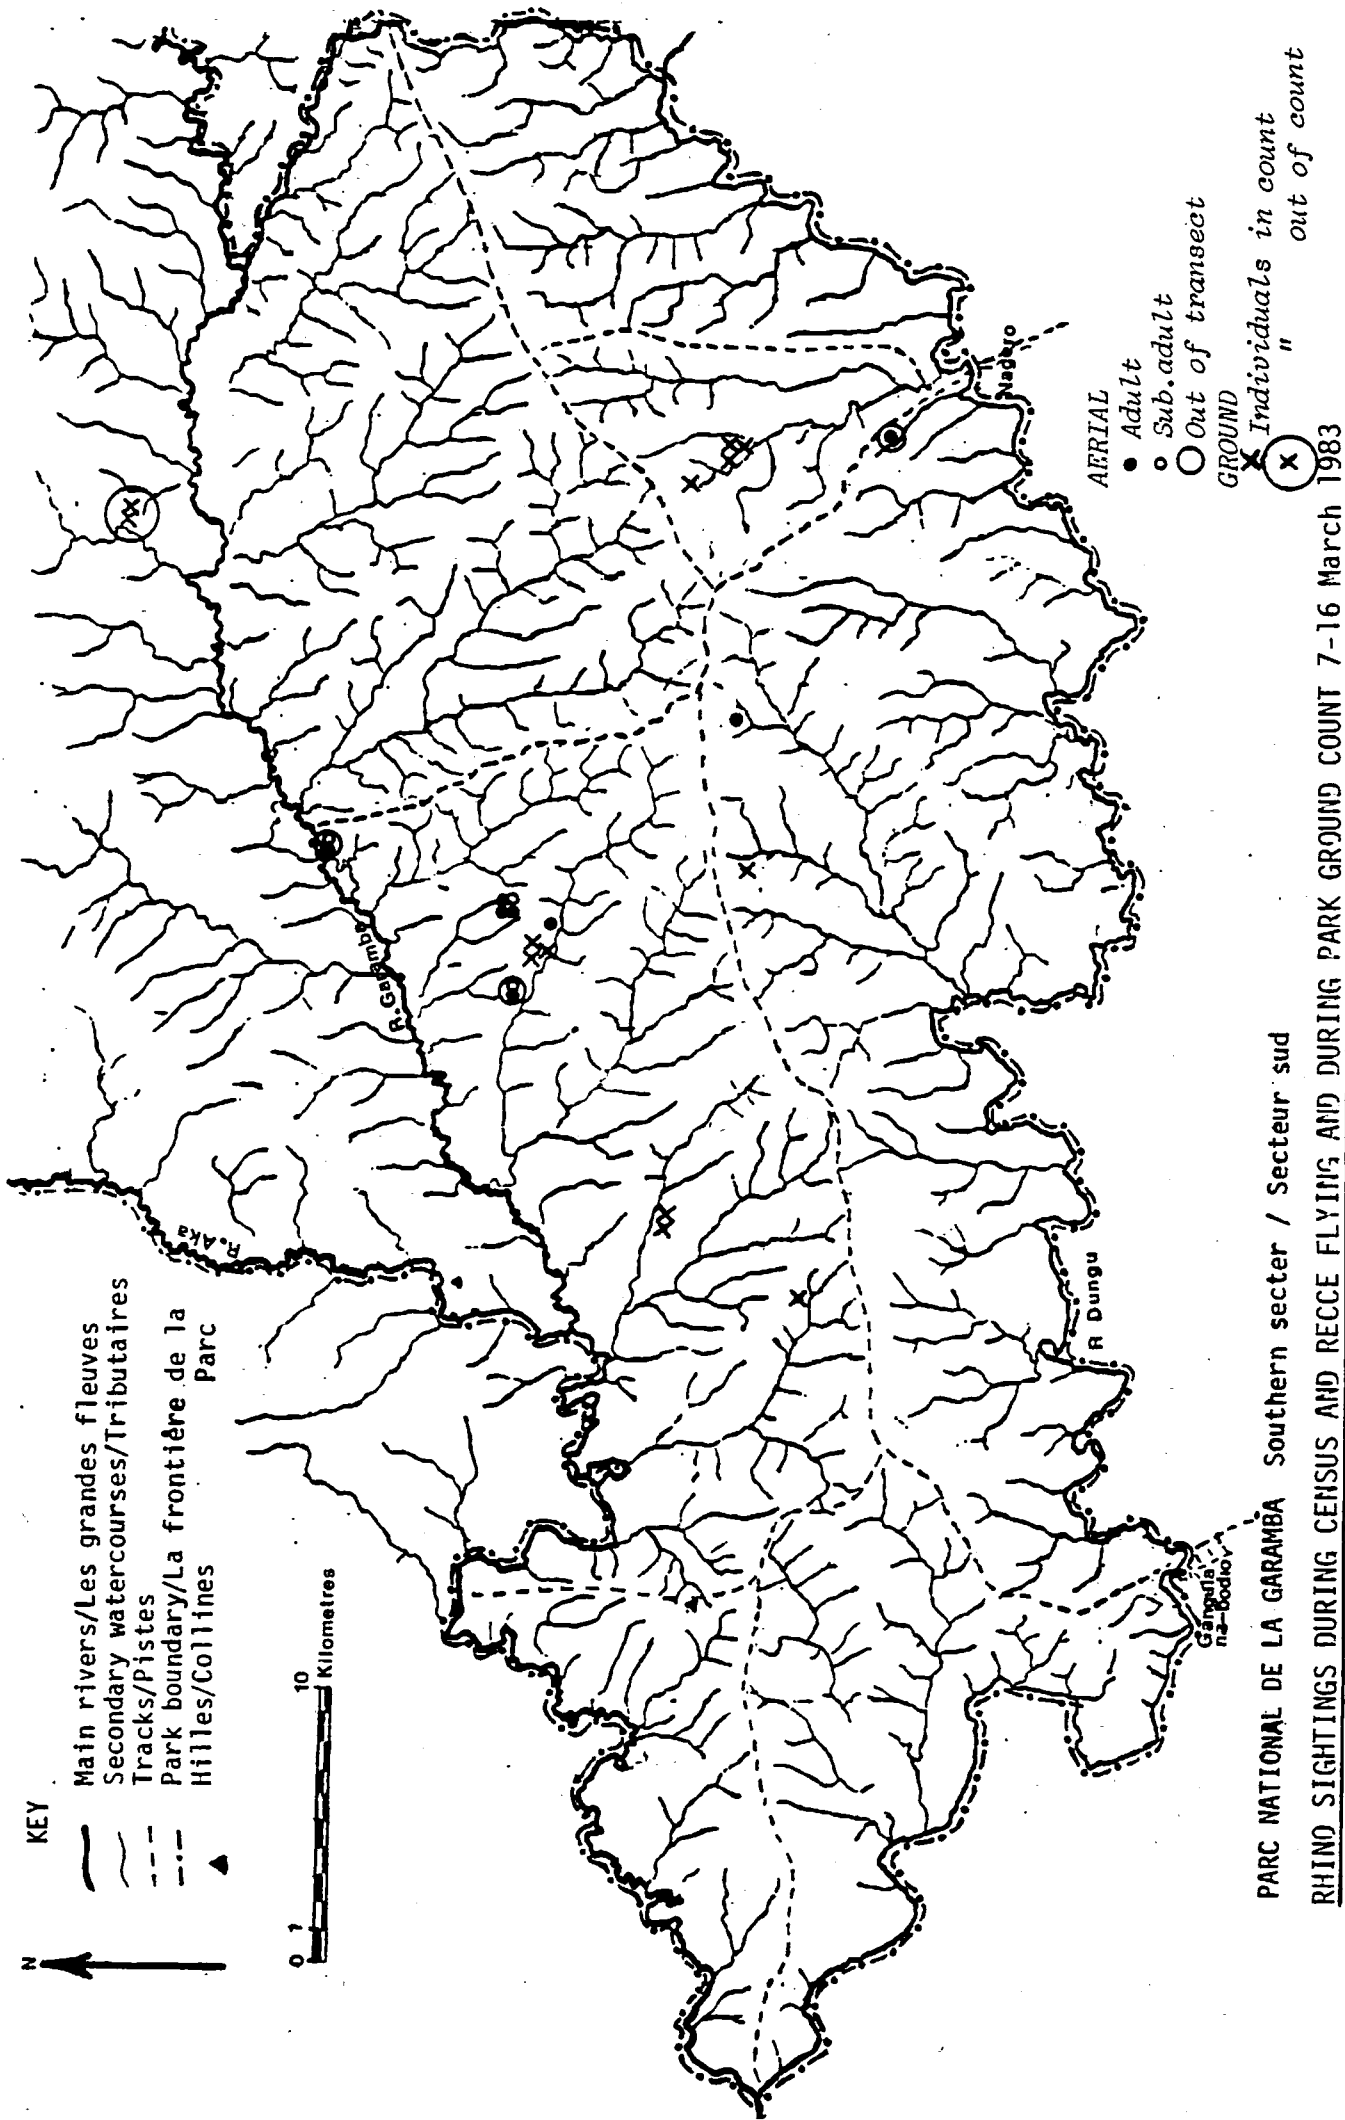 N
KEY
Main rivers/Les grandes fleuves
Secondary watercourses/Tributaires
Tracks/Pistes
Park boundary/La frontière de la
Parc
Hilles/Collines
0 1 10
Kilometres
R.Aka
R.Garamba
R Dungu
Nagero
Gangala
na-Bodio
AERIAL
Adult
Sub.adult
Out of transect
GROUND
Individuals in count
" out of count
PARC NATIONAL DE LA GARAMBA Southern secter / Secteur sud
RHINO SIGHTINGS DURING CENSUS AND RECCE FLYING AND DURING PARK GROUND COUNT 7-16 March 1983